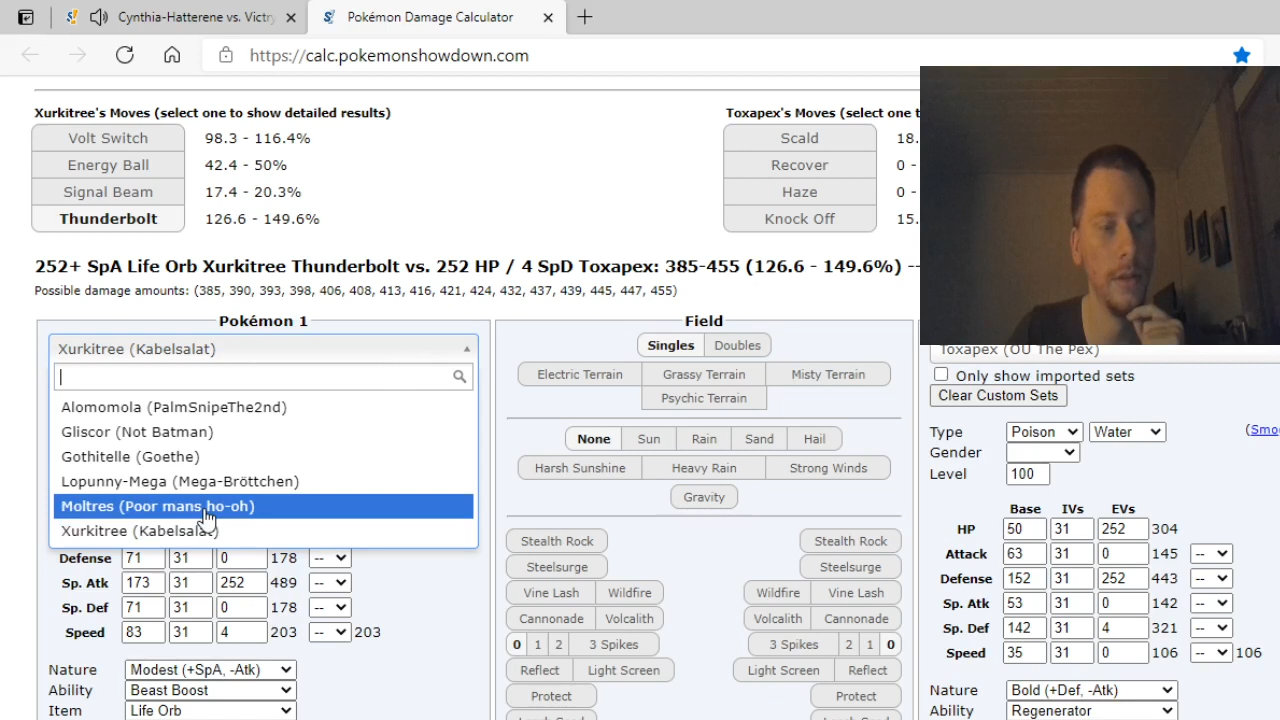 Cynthia-Hatterene vs. Victry
Pokémon Damage Calculator
https://calc.pokemonshowdown.com
Xurkitree's Moves (select one to show detailed results)
Toxapex's Moves (select one t
Volt Switch 98.3 - 116.4%
Scald 18.
Energy Ball 42.4 - 50%
Recover 0 -
Signal Beam 17.4 - 20.3%
Haze 0 -
Thunderbolt 126.6 - 149.6%
Knock Off 15.
252+ SpA Life Orb Xurkitree Thunderbolt vs. 252 HP / 4 SpD Toxapex: 385-455 (126.6 - 149.6%) --
Possible damage amounts: (385, 390, 393, 398, 406, 408, 413, 416, 421, 424, 432, 437, 439, 445, 447, 455)
Pokémon 1
Xurkitree (Kabelsalat)
Alomomola (PalmSnipeThe2nd)
Gliscor (Not Batman)
Gothitelle (Goethe)
Lopunny-Mega (Mega-Bröttchen)
Moltres (Poor mans ho-oh)
Xurkitree (Kabelsalat)
Defense 71 31 0 178 --
Sp. Atk 173 31 252 489 --
Sp. Def 71 31 0 178 --
Speed 83 31 4 203 -- 203
Nature Modest (+SpA, -Atk)
Ability Beast Boost
Item Life Orb
Field
Singles Doubles
Electric Terrain Grassy Terrain Misty Terrain
Psychic Terrain
None Sun Rain Sand Hail
Harsh Sunshine Heavy Rain Strong Winds
Gravity
Stealth Rock Stealth Rock
Steelsurge Steelsurge
Vine Lash Wildfire Wildfire Vine Lash
Cannonade Volcalith Volcalith Cannonade
0 1 2 3 Spikes 3 Spikes 2 1 0
Reflect Light Screen Light Screen Reflect
Protect Protect
Toxapex (OU The Pex)
Only show imported sets
Clear Custom Sets
Type Poison Water (Smo
Gender
Level 100
Base IVs EVs
HP 50 31 252 304
Attack 63 31 0 145 --
Defense 152 31 252 443 --
Sp. Atk 53 31 0 142 --
Sp. Def 142 31 4 321 --
Speed 35 31 0 106 -- 106
Nature Bold (+Def, -Atk)
Ability Regenerator